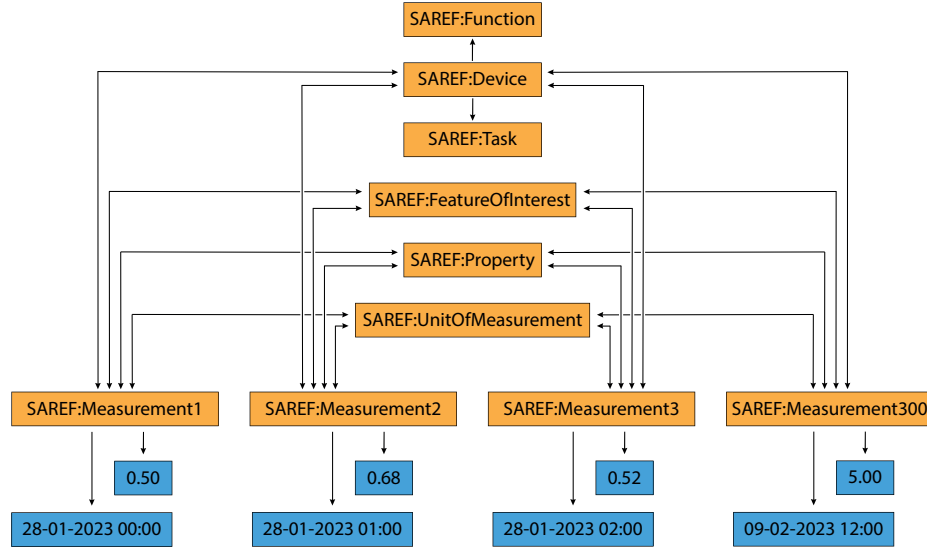 SAREF:Function
SAREF:Device
SAREF:Task
SAREF:FeatureOfInterest
SAREF:Property
SAREF:UnitOfMeasurement
SAREF:Measurement1
SAREF:Measurement2
SAREF:Measurement3
SAREF:Measurement300
0.50
0.68
0.52
5.00
28-01-2023 00:00
28-01-2023 01:00
28-01-2023 02:00
09-02-2023 12:00